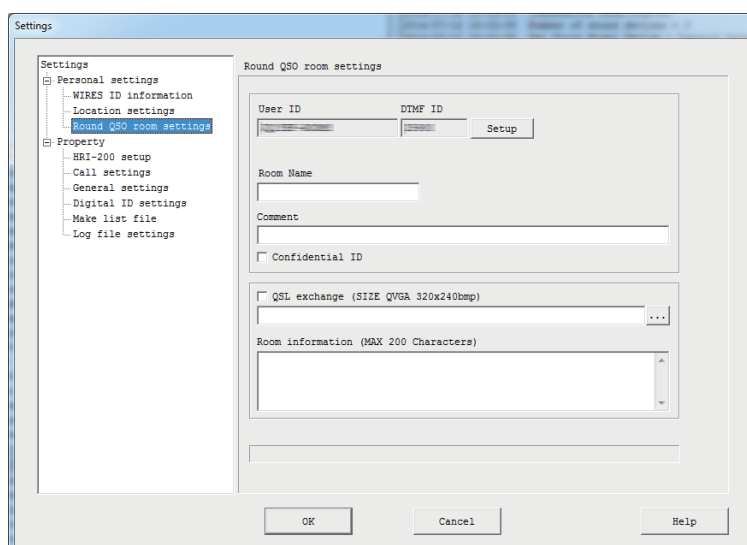 Settings
Settings
Personal settings
WIRES ID information
Location settings
Round QSO room settings
Property
HRI-200 setup
Call settings
General settings
Digital ID settings
Make list file
Log file settings
Round QSO room settings
User ID DTMF ID
Setup
Room Name
Comment
Confidential ID
QSL exchange (SIZE QVGA 320x240bmp)
...
Room information (MAX 200 Characters)
OK Cancel Help